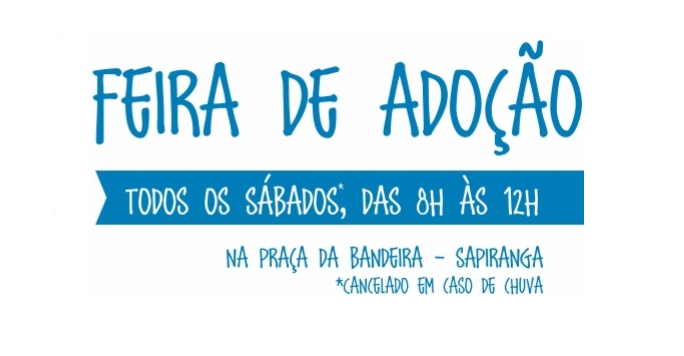 FEIRA DE ADOÇÃO
TODOS OS SÁBADOS*, DAS 8H ÀS 12H
NA PRAÇA DA BANDEIRA - SAPIRANGA
*CANCELADO EM CASO DE CHUVA